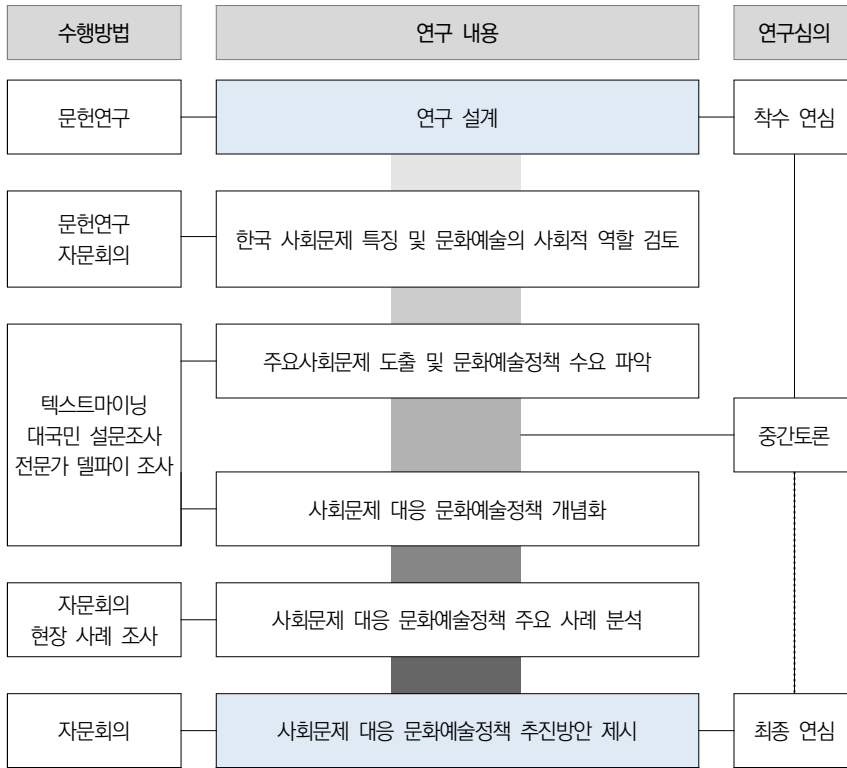 수행방법
연구 내용
연구심의
문헌연구
연구 설계
착수 연심
문헌연구
자문회의
한국 사회문제 특징 및 문화예술의 사회적 역할 검토
텍스트마이닝
대국민 설문조사
전문가 델파이 조사
주요사회문제 도출 및 문화예술정책 수요 파악
중간토론
사회문제 대응 문화예술정책 개념화
자문회의
현장 사례 조사
사회문제 대응 문화예술정책 주요 사례 분석
자문회의
사회문제 대응 문화예술정책 추진방안 제시
최종 연심